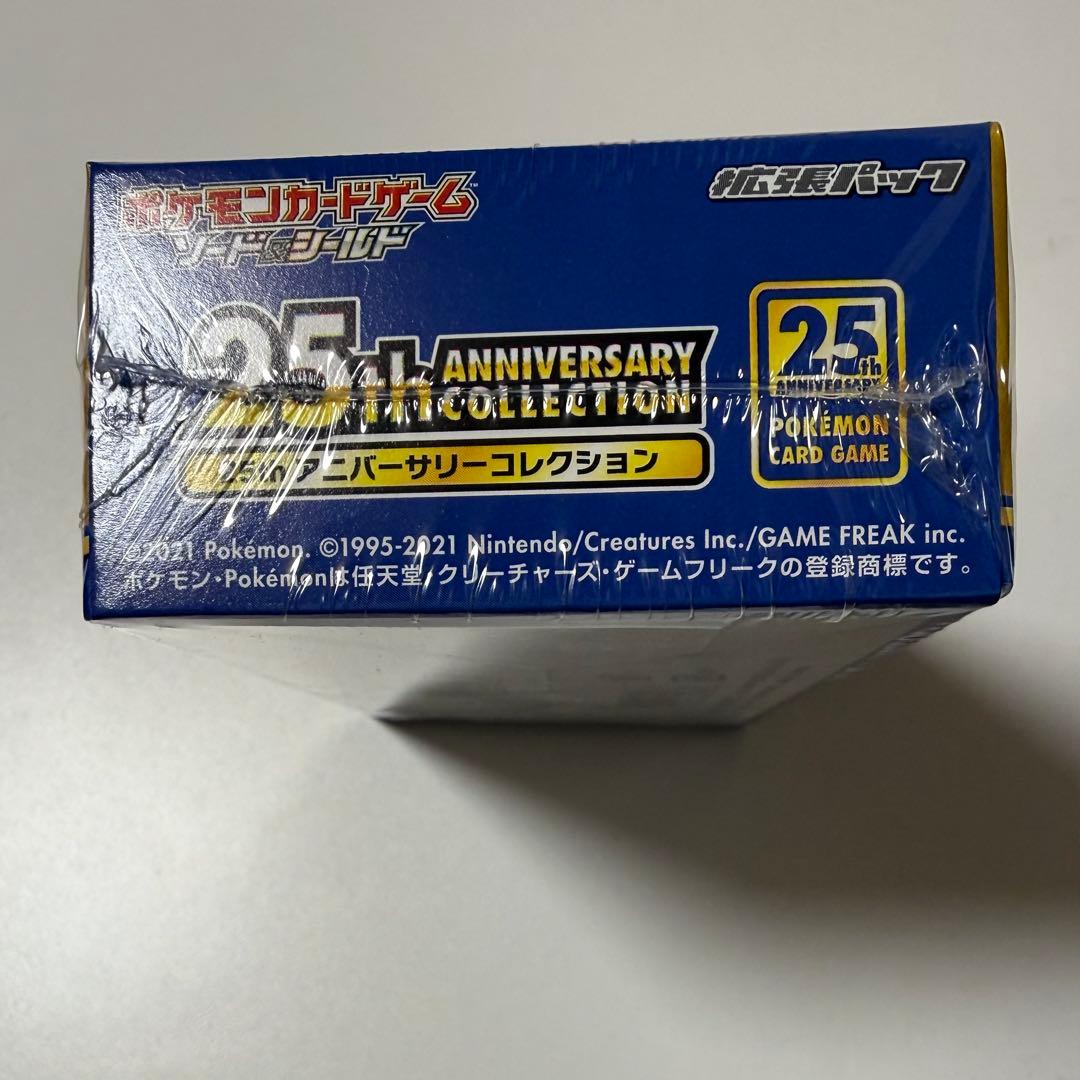 ポケモンカードゲーム™
ソード&シールド
拡張パック
25th ANNIVERSARY
COLLECTION
25thアニバーサリーコレクション
25th
ANNIVERSARY
POKÉMON
CARD GAME
©2021 Pokémon. ©1995-2021 Nintendo/Creatures Inc./GAME FREAK inc.
ポケモン・Pokémonは任天堂・クリーチャーズ・ゲームフリークの登録商標です。